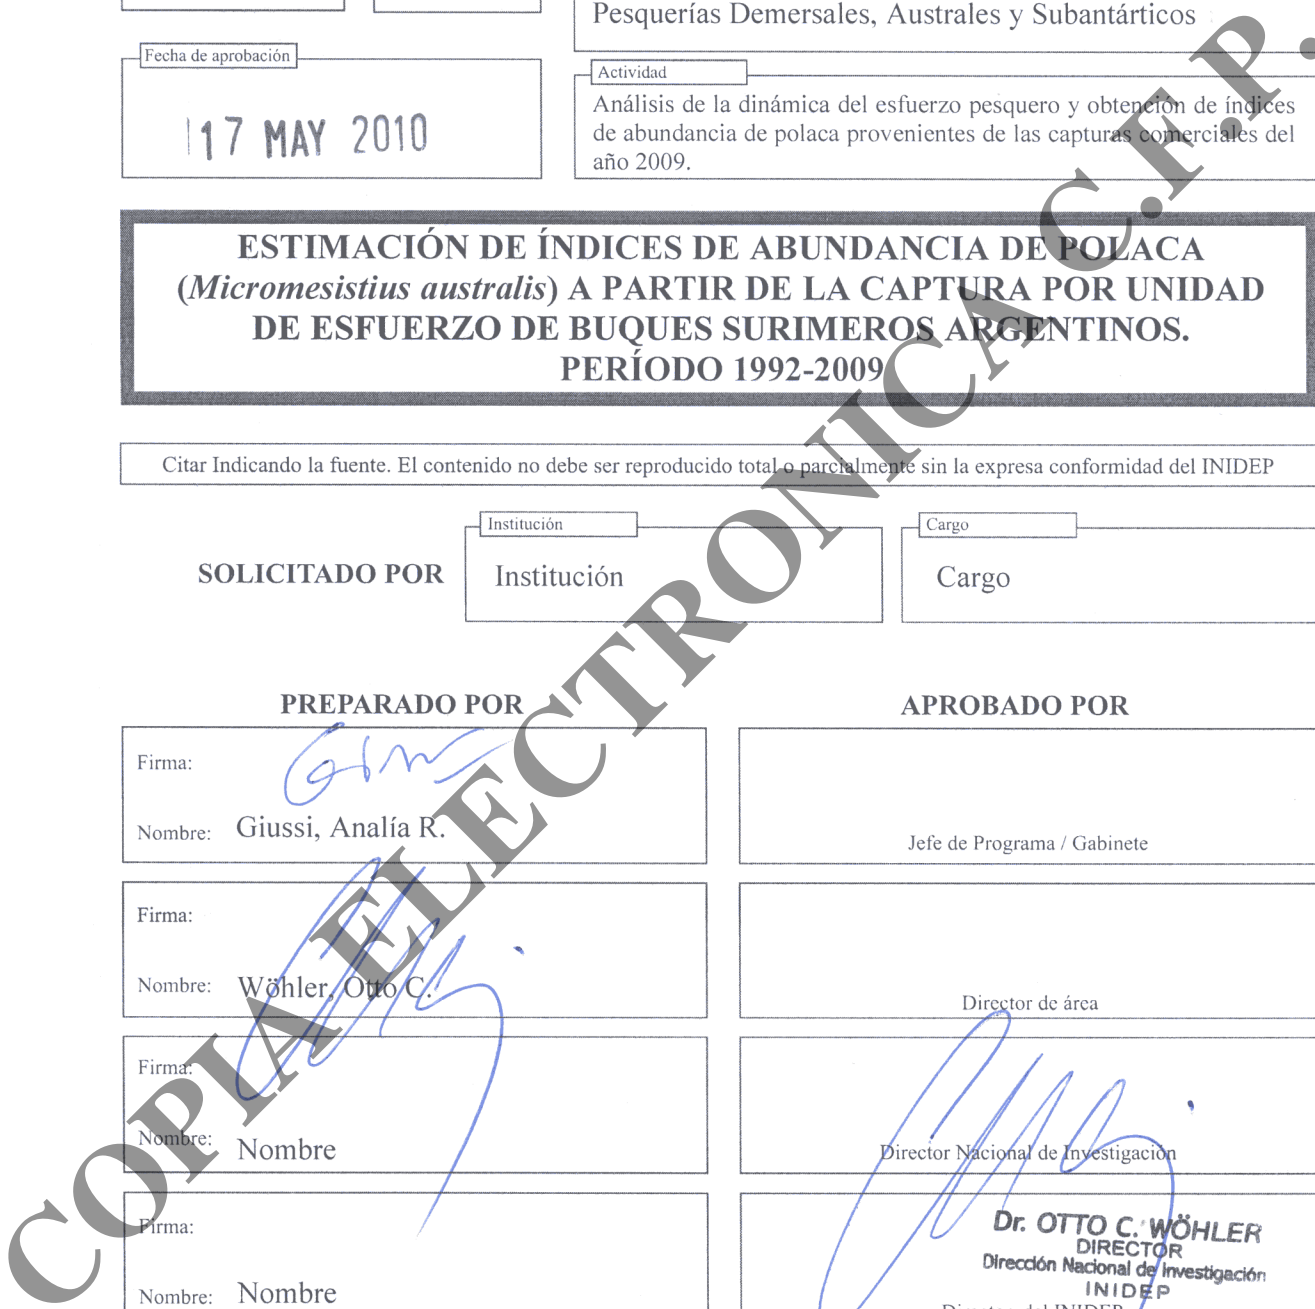 Pesquerías Demersales, Australes y Subantárticos
Fecha de aprobación
17 MAY 2010
Actividad
Análisis de la dinámica del esfuerzo pesquero y obtención de índices
de abundancia de polaca provenientes de las capturas comerciales del
año 2009.
ESTIMACIÓN DE ÍNDICES DE ABUNDANCIA DE POLACA
(Micromesistius australis) A PARTIR DE LA CAPTURA POR UNIDAD
DE ESFUERZO DE BUQUES SURIMEROS ARGENTINOS.
PERÍODO 1992-2009
Citar Indicando la fuente. El contenido no debe ser reproducido total o parcialmente sin la expresa conformidad del INIDEP
SOLICITADO POR
Institución
Institución
Cargo
Cargo
PREPARADO POR
Firma:
Nombre: Giussi, Analía R.
Firma:
Nombre: Wöhler, Otto C.
Firma:
Nombre: Nombre
Firma:
Nombre: Nombre
APROBADO POR
Jefe de Programa / Gabinete
Director de área
Director Nacional de Investigación
Dr. OTTO C. WÖHLER
DIRECTOR
Dirección Nacional de Investigación
INIDEP
Director del INIDEP
COPIA ELECTRONICA C.F.P.